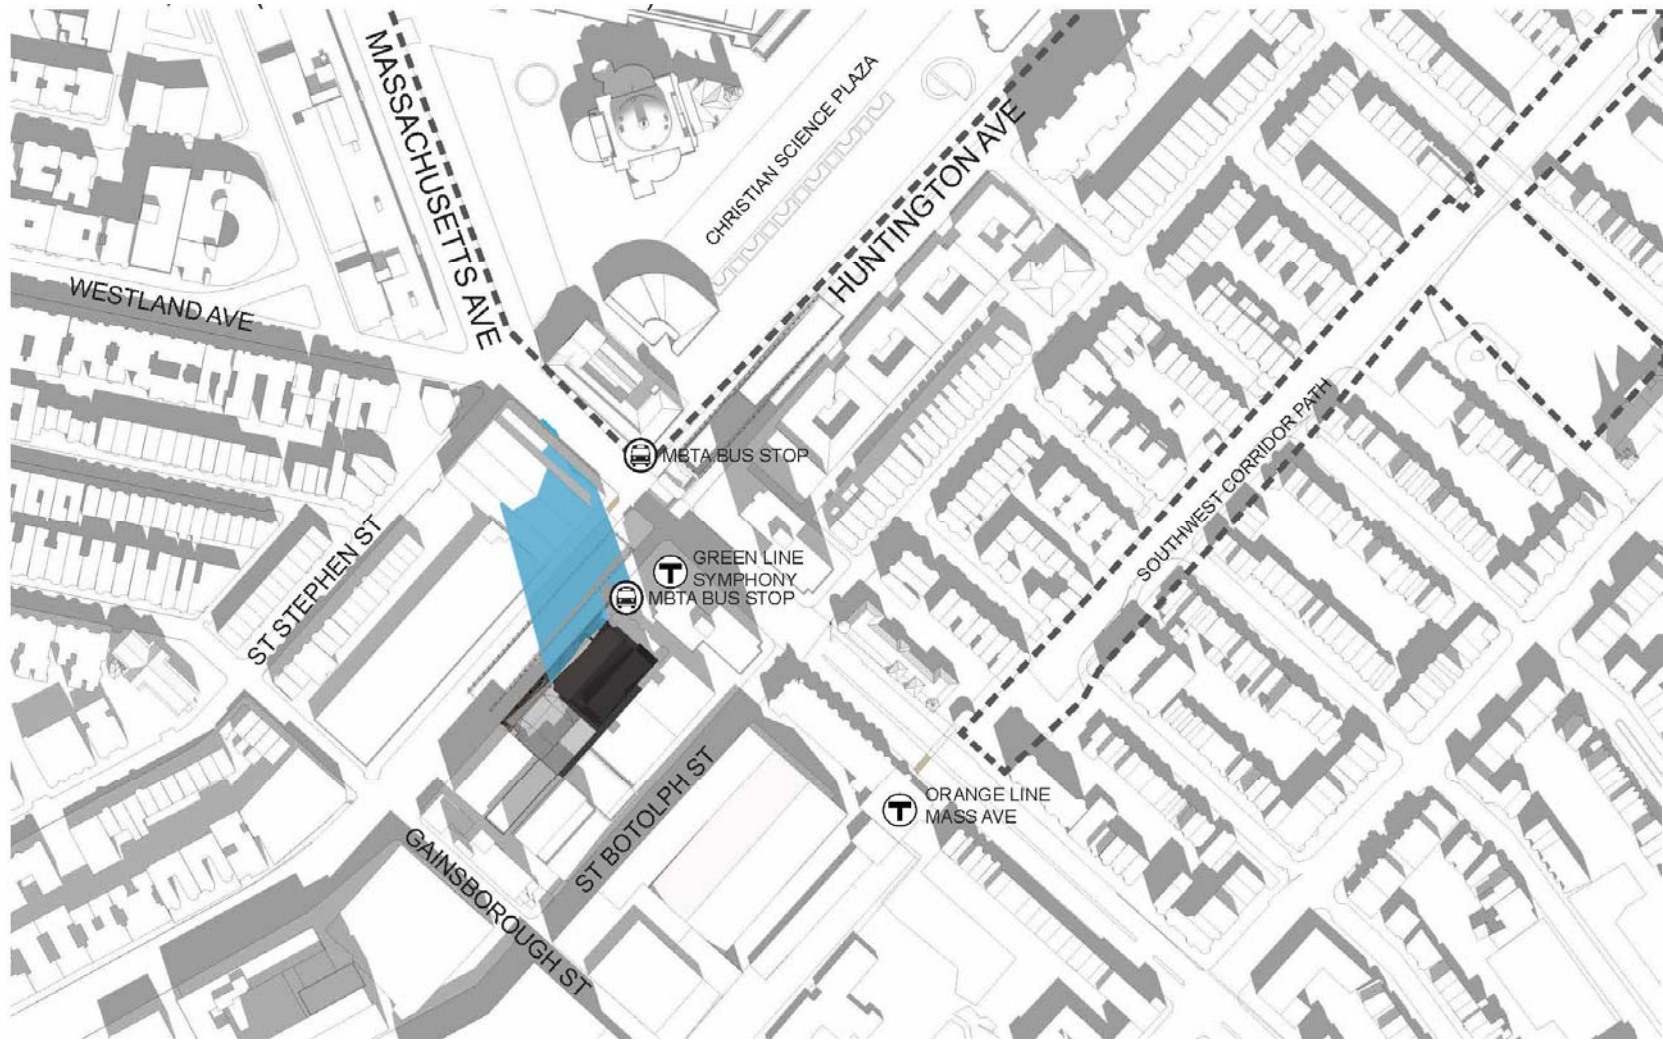 MASSACHUSETTS AVE
CHRISTIAN SCIENCE PLAZA
HUNTINGTON AVE
WESTLAND AVE
MBTA BUS STOP
SOUTHWEST CORRIDOR PATH
ST STEPHEN ST
GREEN LINE
SYMPHONY
MBTA BUS STOP
T
ST BOTOLPH ST
ORANGE LINE
MASS AVE
T
GAINSBOROUGH ST